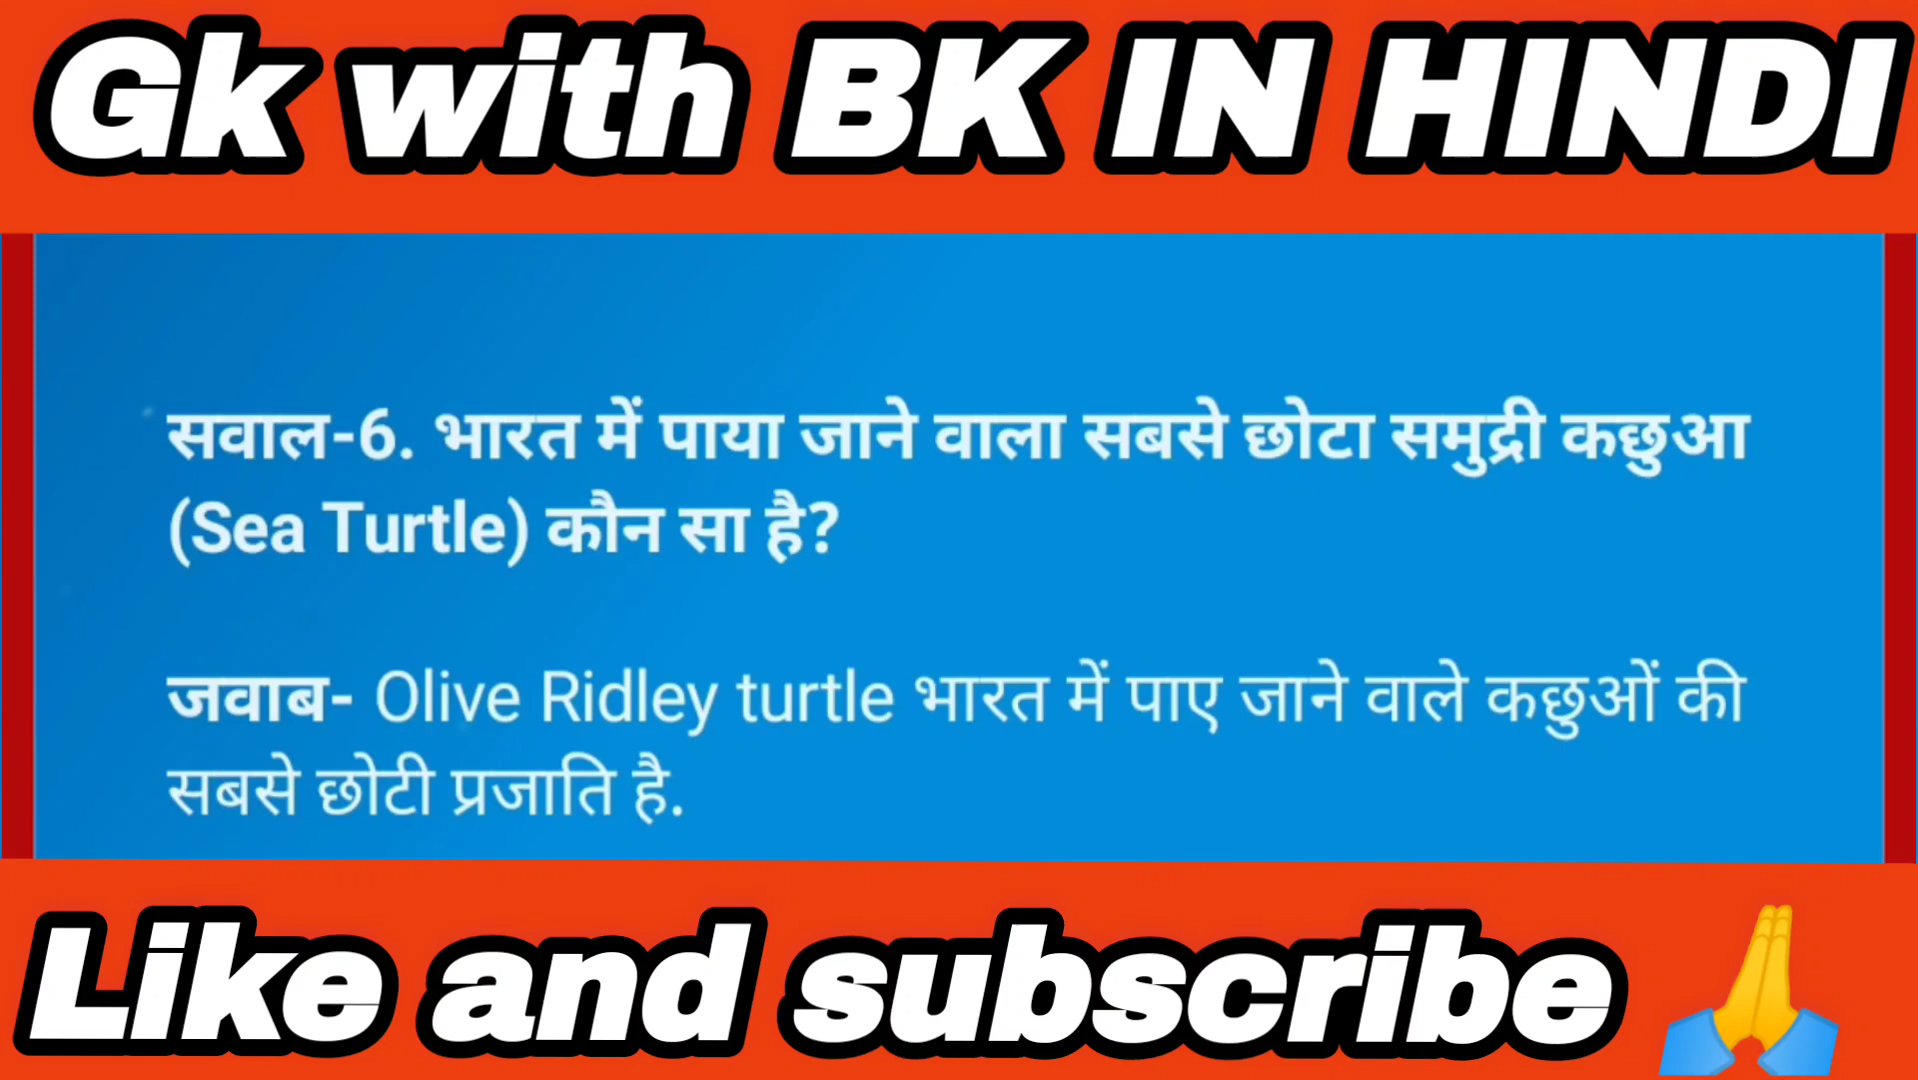 Gk with BK IN HINDI
सवाल-6. भारत में पाया जाने वाला सबसे छोटा समुद्री कछुआ
(Sea Turtle) कौन सा है?
जवाब- Olive Ridley turtle भारत में पाए जाने वाले कछुओं की
सबसे छोटी प्रजाति है.
Like and subscribe 🙏